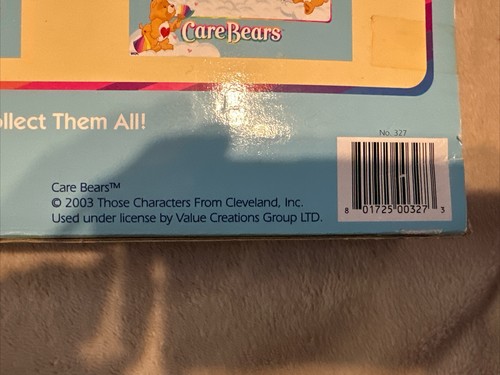 Care Bears
llect Them All!
No. 327
Care Bears™
© 2003 Those Characters From Cleveland, Inc.
Used under license by Value Creations Group LTD.
8 01725 00327 3